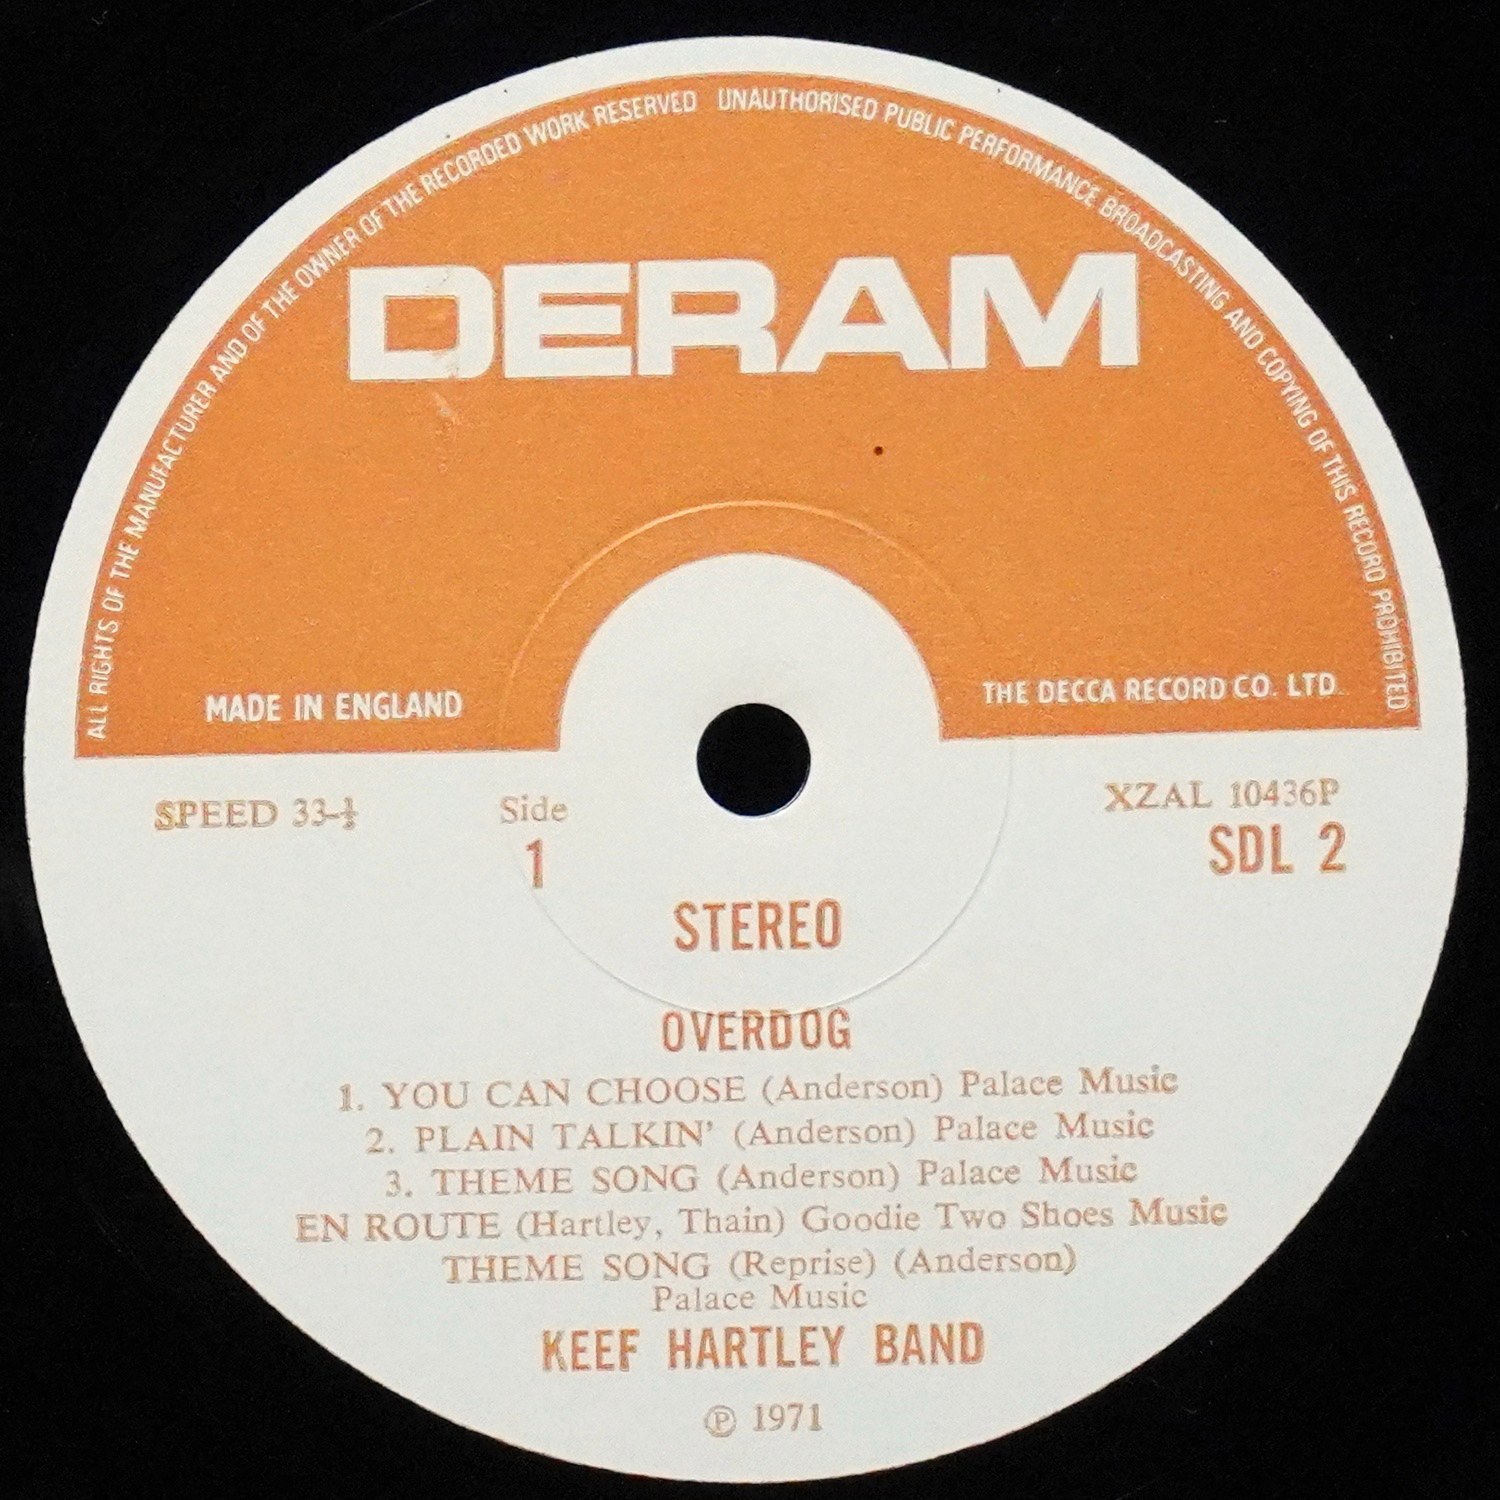 ALL RIGHTS OF THE MANUFACTURER AND OF THE OWNER OF THE RECORDED WORK RESERVED UNAUTHORISED PUBLIC PERFORMANCE BROADCASTING AND COPYING OF THIS RECORD PROHIBITED
DERAM
MADE IN ENGLAND
THE DECCA RECORD CO. LTD.
SPEED 33-⅓
Side
1
XZAL 10436P
SDL 2
STEREO
OVERDOG
1. YOU CAN CHOOSE (Anderson) Palace Music
2. PLAIN TALKIN' (Anderson) Palace Music
3. THEME SONG (Anderson) Palace Music
EN ROUTE (Hartley, Thain) Goodie Two Shoes Music
THEME SONG (Reprise) (Anderson)
Palace Music
KEEF HARTLEY BAND
℗ 1971